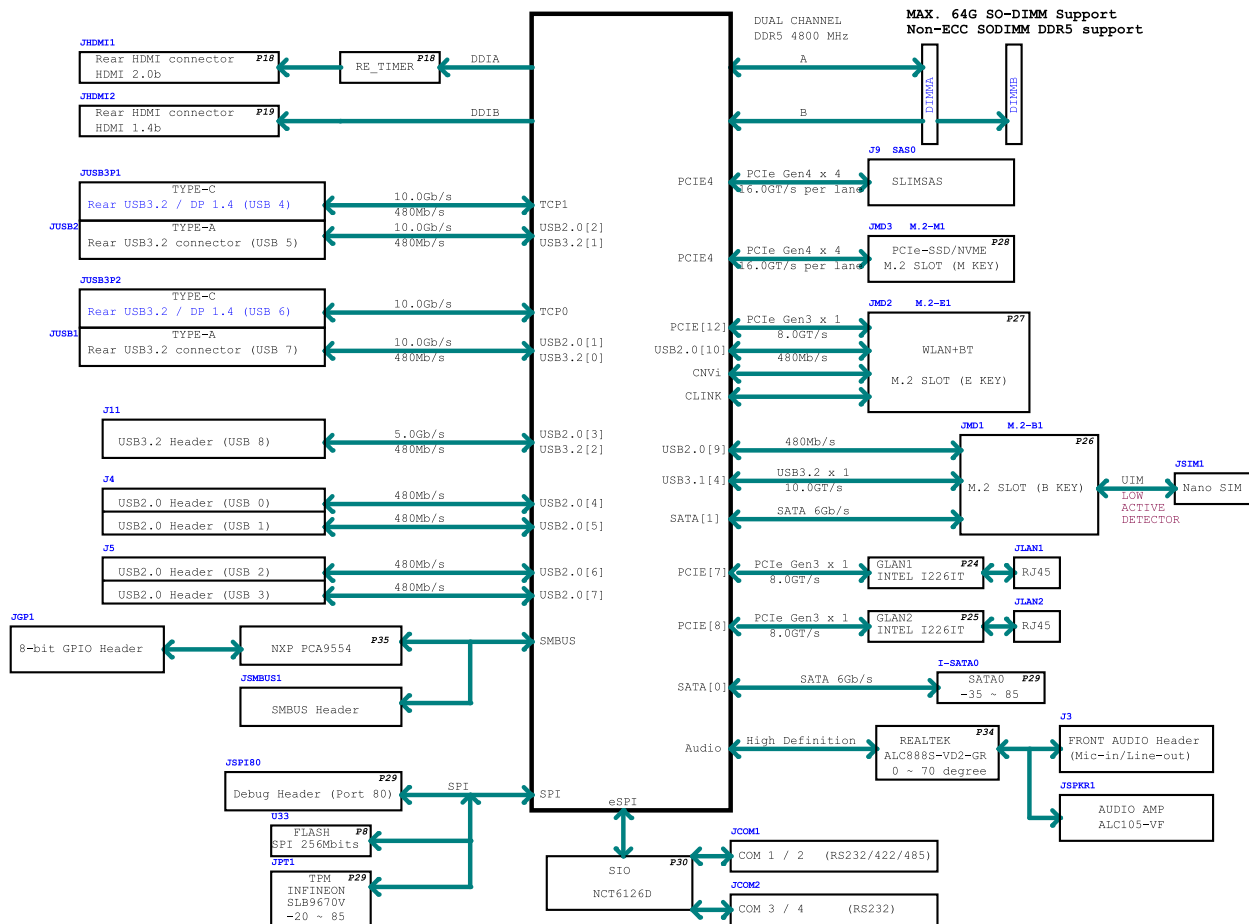 DUAL CHANNEL
DDR5 4800 MHz
MAX. 64G SO-DIMM Support
Non-ECC SODIMM DDR5 support
JHDMI1
Rear HDMI connector
HDMI 2.0b
P18
RE_TIMER
P18
DDIA
JHDMI2
Rear HDMI connector
HDMI 1.4b
P19
DDIB
A
B
DIMMA
DIMMB
JUSB3P1
TYPE-C
Rear USB3.2 / DP 1.4 (USB 4)
10.0Gb/s
480Mb/s
TCP1
JUSB2
TYPE-A
Rear USB3.2 connector (USB 5)
10.0Gb/s
480Mb/s
USB2.0[2]
USB3.2[1]
JUSB3P2
TYPE-C
Rear USB3.2 / DP 1.4 (USB 6)
10.0Gb/s
TCP0
JUSB1
TYPE-A
Rear USB3.2 connector (USB 7)
10.0Gb/s
480Mb/s
USB2.0[1]
USB3.2[0]
J11
USB3.2 Header (USB 8)
5.0Gb/s
480Mb/s
USB2.0[3]
USB3.2[2]
J4
USB2.0 Header (USB 0)
480Mb/s
USB2.0[4]
USB2.0 Header (USB 1)
480Mb/s
USB2.0[5]
J5
USB2.0 Header (USB 2)
480Mb/s
USB2.0[6]
USB2.0 Header (USB 3)
480Mb/s
USB2.0[7]
JGP1
8-bit GPIO Header
NXP PCA9554
P35
SMBUS
JSMBUS1
SMBUS Header
JSPI80
Debug Header (Port 80)
P29
SPI
SPI
U33
FLASH
SPI 256Mbits
P8
JPT1
TPM
INFINEON
SLB9670V
-20 ~ 85
P29
J9 SAS0
PCIE4
PCIe Gen4 x 4
16.0GT/s per lane
SLIMSAS
JMD3 M.2-M1
PCIE4
PCIe Gen4 x 4
16.0GT/s per lane
PCIe-SSD/NVME
M.2 SLOT (M KEY)
P28
JMD2 M.2-E1
PCIE[12]
PCIe Gen3 x 1
8.0GT/s
USB2.0[10]
480Mb/s
CNVi
CLINK
WLAN+BT
M.2 SLOT (E KEY)
P27
JMD1 M.2-B1
USB2.0[9]
480Mb/s
USB3.1[4]
USB3.2 x 1
10.0GT/s
SATA[1]
SATA 6Gb/s
M.2 SLOT (B KEY)
P26
UIM
LOW
ACTIVE
DETECTOR
JSIM1
Nano SIM
PCIE[7]
PCIe Gen3 x 1
8.0GT/s
GLAN1
INTEL I226IT
P24
JLAN1
RJ45
PCIE[8]
PCIe Gen3 x 1
8.0GT/s
GLAN2
INTEL I226IT
P25
JLAN2
RJ45
SATA[0]
SATA 6Gb/s
I-SATA0
SATA0
-35 ~ 85
P29
Audio
High Definition
REALTEK
ALC888S-VD2-GR
0 ~ 70 degree
P34
J3
FRONT AUDIO Header
(Mic-in/Line-out)
JSPKR1
AUDIO AMP
ALC105-VF
eSPI
SIO
NCT6126D
P30
JCOM1
COM 1 / 2 (RS232/422/485)
JCOM2
COM 3 / 4 (RS232)